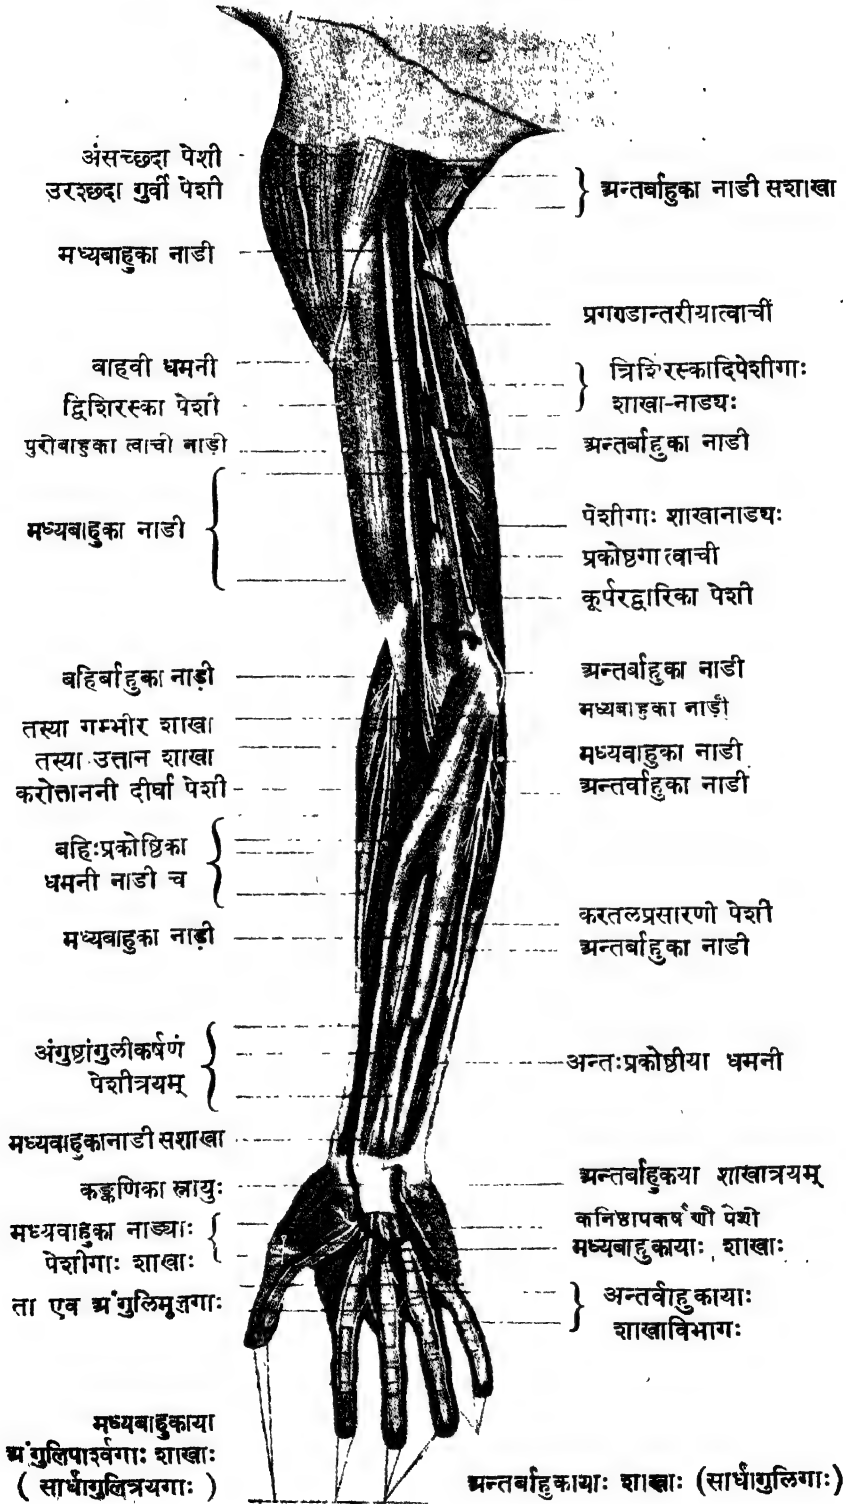 अंसच्छदा पेशी
उरश्छदा गुर्वी पेशी
मध्यबाहुका नाडी
बाहवी धमनी
द्विशिरस्का पेशी
पुरोबाहुका त्वाची नाड़ी
मध्यबाहुका नाडी
बहिर्बाहुका नाड़ी
तस्या गम्भीर शाखा
तस्या उत्तान शाखा
करोत्ताननी दीर्घा पेशी
बहिःप्रकोष्ठिका
धमनी नाडी च
मध्यबाहुका नाड़ी
अंगुष्ठांगुलीकर्षणं
पेशीत्रयम्
मध्यवाहुकानाडी सशाखा
कङ्कणिका स्नायुः
मध्यवाहुका नाड्याः
पेशीगाः शाखाः
ता एव अंगुलिमूलगाः
मध्यबाहुकाया
अंगुलिपार्श्वगाः शाखाः
( सार्धांगुलित्रयगाः )
अन्तर्बाहुका नाडी सशाखा
प्रगण्डान्तरीयात्वाची
त्रिशिरस्कादिपेशीगाः
शाखा-नाड्यः
अन्तर्बाहुका नाडी
पेशीगाः शाखानाड्यः
प्रकोष्ठगा त्वाची
कूर्परद्वारिका पेशी
अन्तर्बाहुका नाडी
मध्यबाहुका नाड़ी
मध्यवाहुका नाडी
अन्तर्वाहुका नाडी
करतलप्रसारणी पेशी
अन्तर्बाहुका नाडी
अन्तःप्रकोष्ठीया धमनी
अन्तर्बाहुकया शाखात्रयम्
कनिष्ठापकर्षणी पेशी
मध्यबाहुकायाः शाखाः
अन्तर्वाहुकायाः
शाखाविभागः
अन्तर्बाहुकायाः शाखाः (सार्धांगुलिगाः)